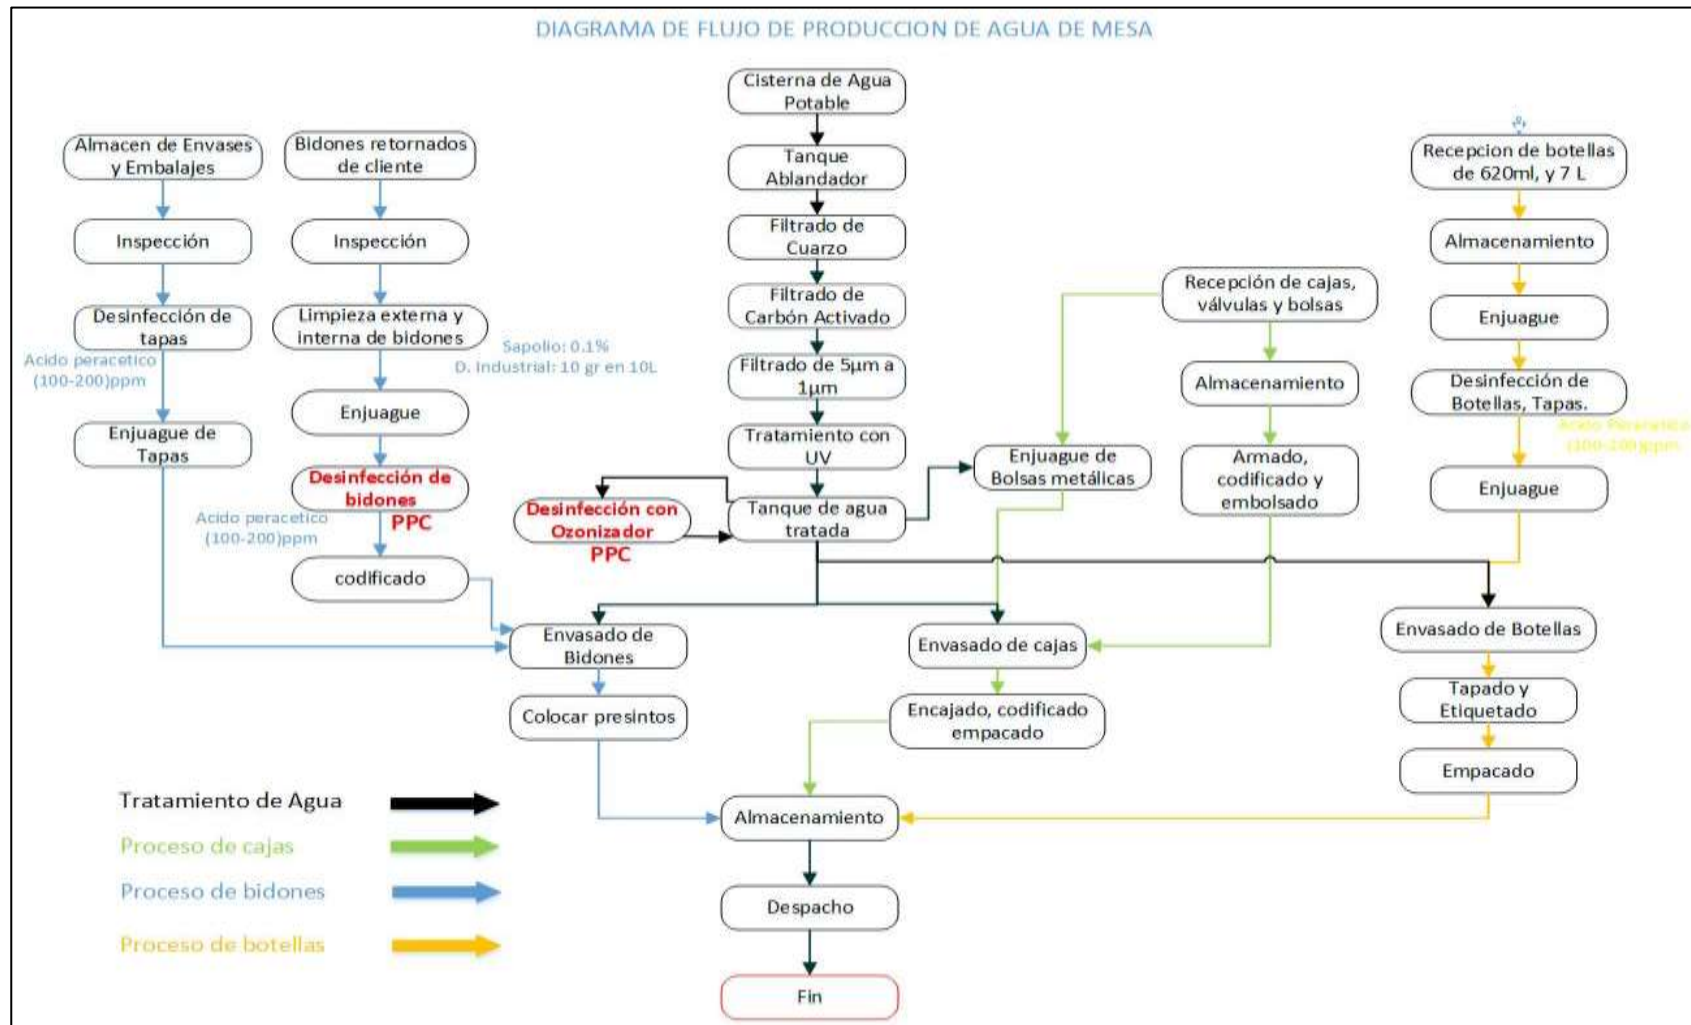 DIAGRAMA DE FLUJO DE PRODUCCION DE AGUA DE MESA
Cisterna de Agua
Potable
Tanque
Ablandador
Filtrado de
Cuarzo
Filtrado de
Carbón Activado
Filtrado de 5µm a
1µm
Tratamiento con
UV
Tanque de agua
tratada
Desinfección con
Ozonizador
PPC
Almacen de Envases
y Embalajes
Inspección
Desinfección de
tapas
Acido peracetico
(100-200)ppm
Enjuague de
Tapas
Bidones retornados
de cliente
Inspección
Limpieza externa y
interna de bidones
Sapolio: 0.1%
D. Industrial: 10 gr en 10L
Enjuague
Desinfección de
bidones
PPC
Acido peracetico
(100-200)ppm
codificado
Envasado de
Bidones
Colocar presintos
Recepción de cajas,
válvulas y bolsas
Almacenamiento
Armado,
codificado y
embolsado
Enjuague de
Bolsas metálicas
Envasado de cajas
Encajado, codificado
empacado
Recepcion de botellas
de 620ml, y 7 L
Almacenamiento
Enjuague
Desinfección de
Botellas, Tapas.
(100-200)ppm
Enjuague
Envasado de Botellas
Tapado y
Etiquetado
Empacado
Almacenamiento
Despacho
Fin
Tratamiento de Agua
Proceso de cajas
Proceso de bidones
Proceso de botellas